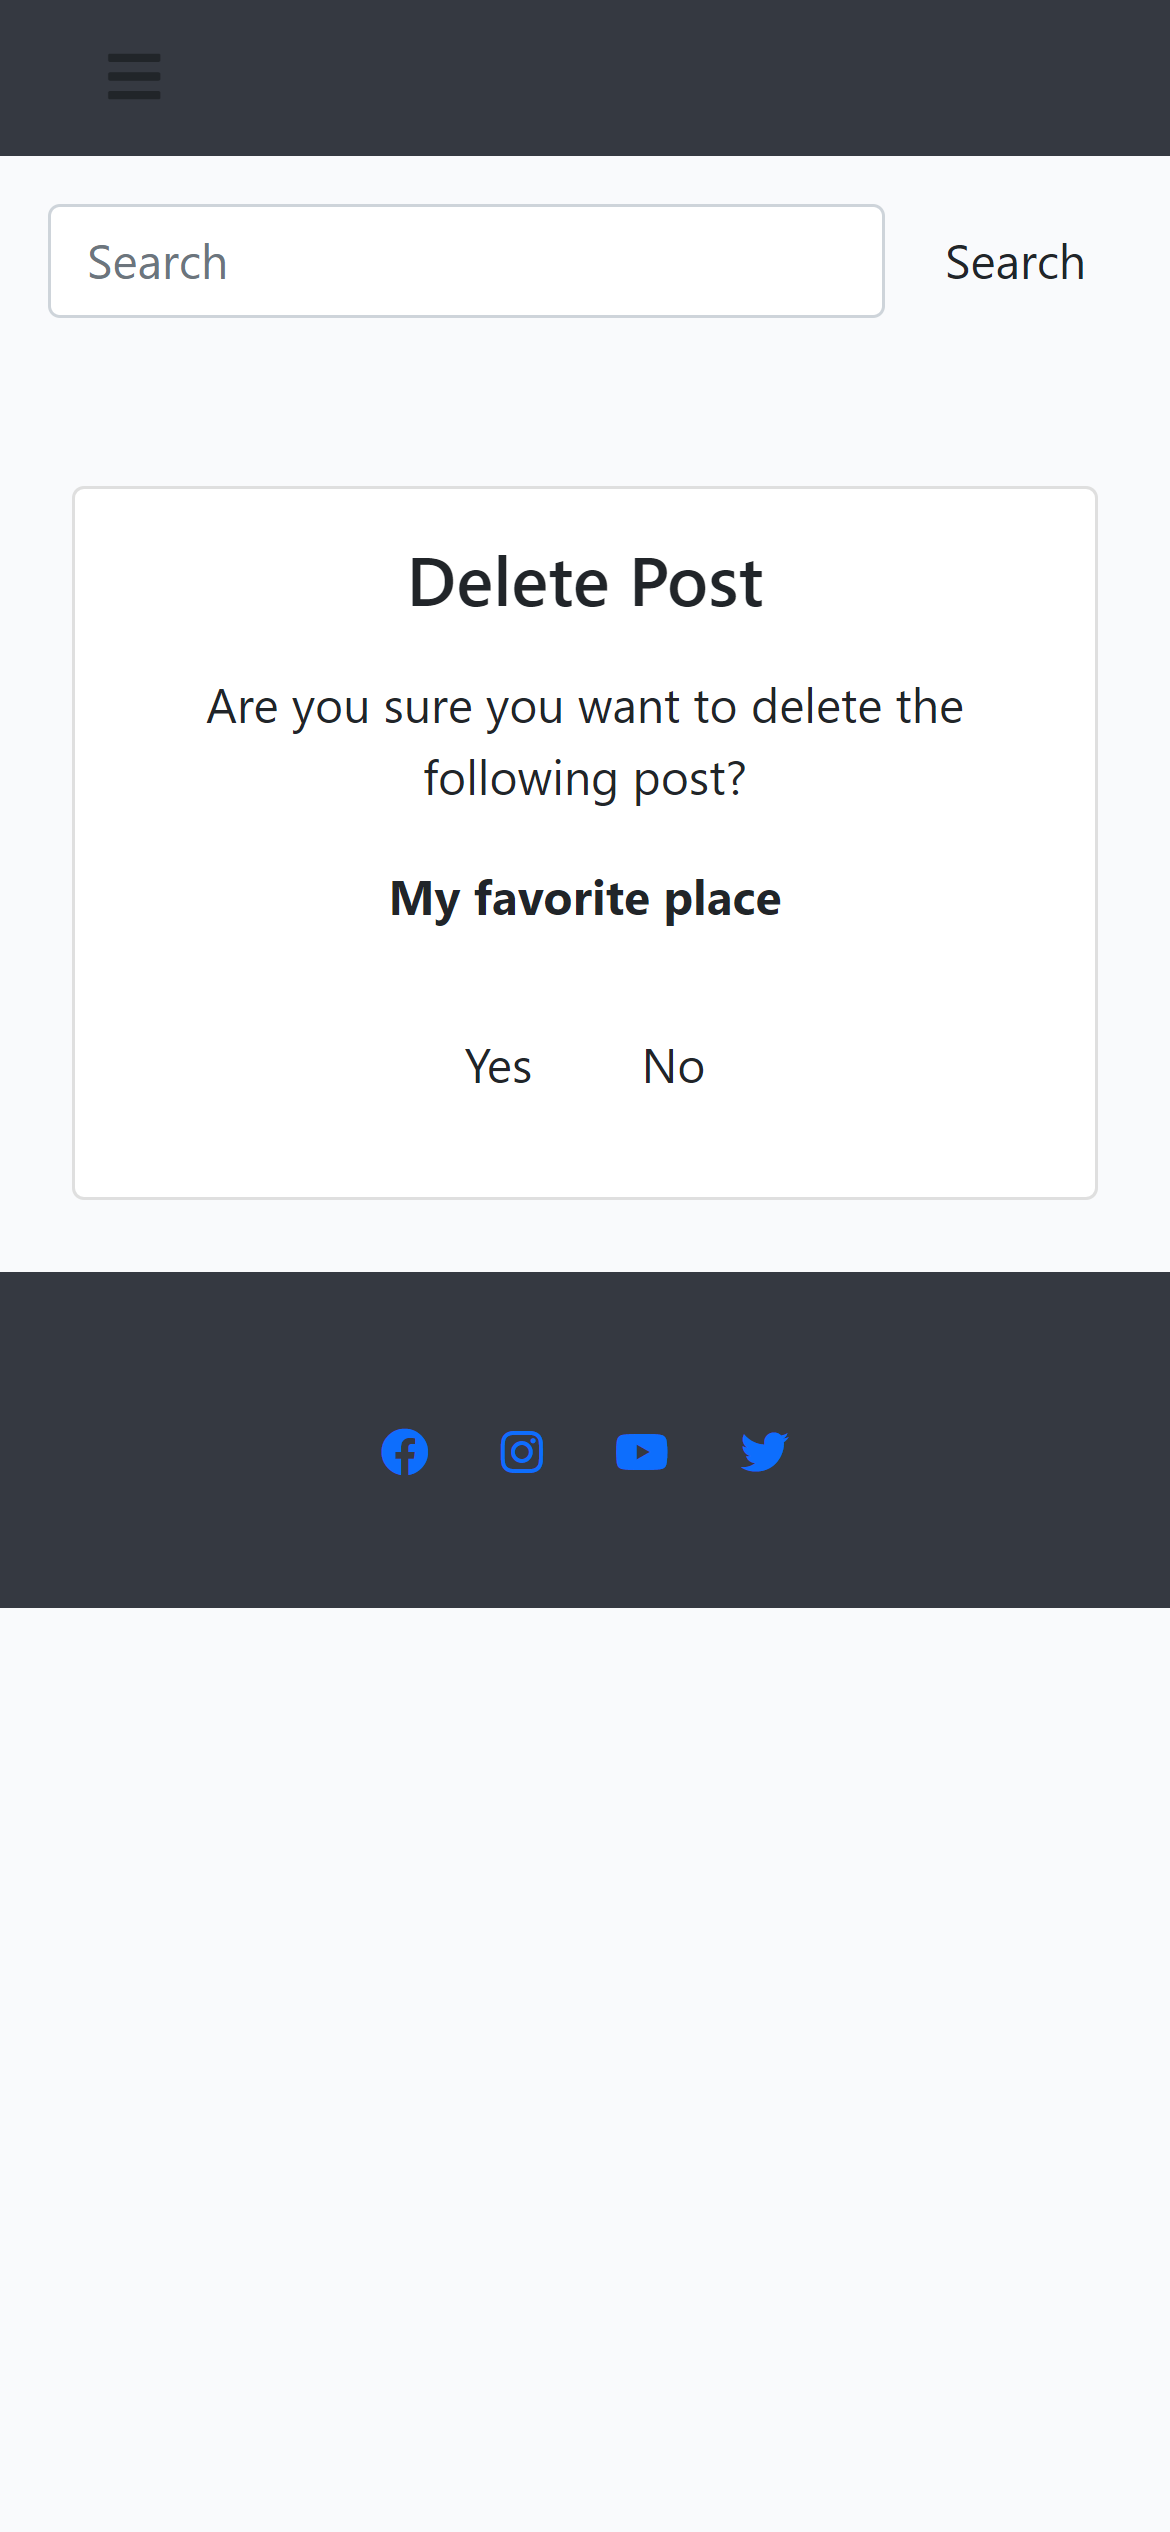 Search Search
Delete Post
Are you sure you want to delete the
following post?
My favorite place
Yes No